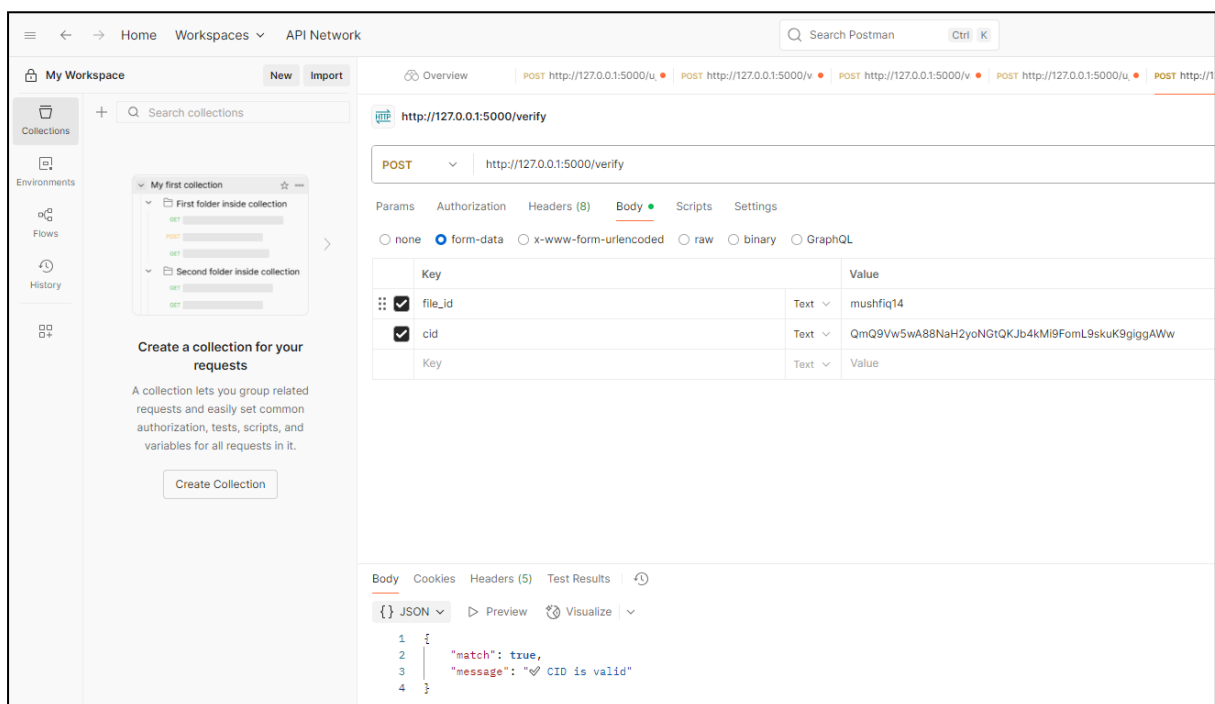 Home Workspaces API Network
Search Postman Ctrl K
My Workspace New Import
Overview POST http://127.0.0.1:5000/u POST http://127.0.0.1:5000/v POST http://127.0.0.1:5000/v POST http://127.0.0.1:5000/u POST http://1
Collections
Search collections
HTTP http://127.0.0.1:5000/verify
Environments
POST http://127.0.0.1:5000/verify
My first collection
First folder inside collection
GET
POST
GET
Second folder inside collection
GET
GET
Flows
History
Params Authorization Headers (8) Body Scripts Settings
none form-data x-www-form-urlencoded raw binary GraphQL
Key Value
file_id Text mushfiq14
cid Text QmQ9Vw5wA88NaH2yoNGtQKJb4kMi9FomL9skuK9giggAWw
Key Text Value
Create a collection for your
requests
A collection lets you group related
requests and easily set common
authorization, tests, scripts, and
variables for all requests in it.
Create Collection
Body Cookies Headers (5) Test Results
{} JSON Preview Visualize
1 {
2 "match": true,
3 "message": "✅ CID is valid"
4 }